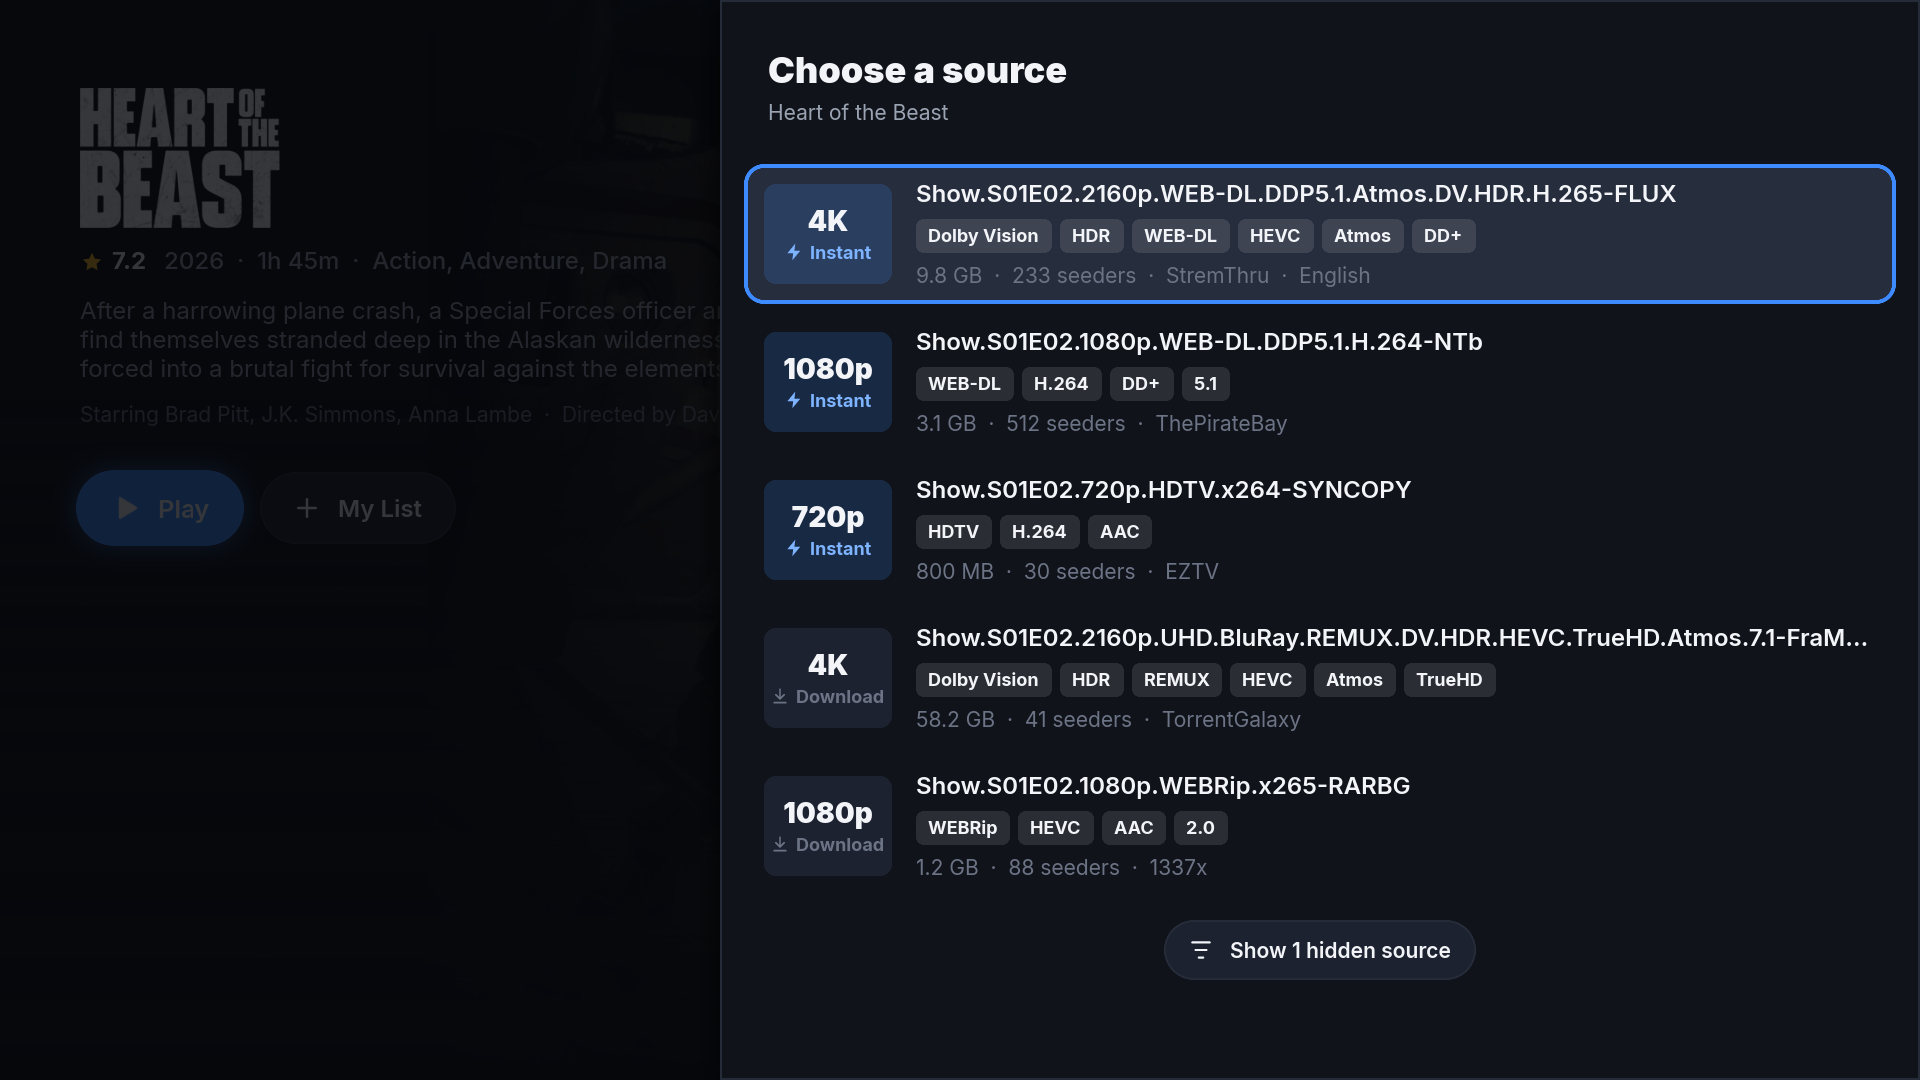 HEART OF THE BEAST
7.2 2026 · 1h 45m · Action, Adventure, Drama
After a harrowing plane crash, a Special Forces officer
find themselves stranded deep in the Alaskan wilderness
forced into a brutal fight for survival against the elements
Starring Brad Pitt, J.K. Simmons, Anna Lambe · Directed by
Play
My List
Choose a source
Heart of the Beast
4K
Instant
Show.S01E02.2160p.WEB-DL.DDP5.1.Atmos.DV.HDR.H.265-FLUX
Dolby Vision HDR WEB-DL HEVC Atmos DD+
9.8 GB · 233 seeders · StremThru · English
1080p
Instant
Show.S01E02.1080p.WEB-DL.DDP5.1.H.264-NTb
WEB-DL H.264 DD+ 5.1
3.1 GB · 512 seeders · ThePirateBay
720p
Instant
Show.S01E02.720p.HDTV.x264-SYNCOPY
HDTV H.264 AAC
800 MB · 30 seeders · EZTV
4K
Download
Show.S01E02.2160p.UHD.BluRay.REMUX.DV.HDR.HEVC.TrueHD.Atmos.7.1-FraM...
Dolby Vision HDR REMUX HEVC Atmos TrueHD
58.2 GB · 41 seeders · TorrentGalaxy
1080p
Download
Show.S01E02.1080p.WEBRip.x265-RARBG
WEBRip HEVC AAC 2.0
1.2 GB · 88 seeders · 1337x
Show 1 hidden source